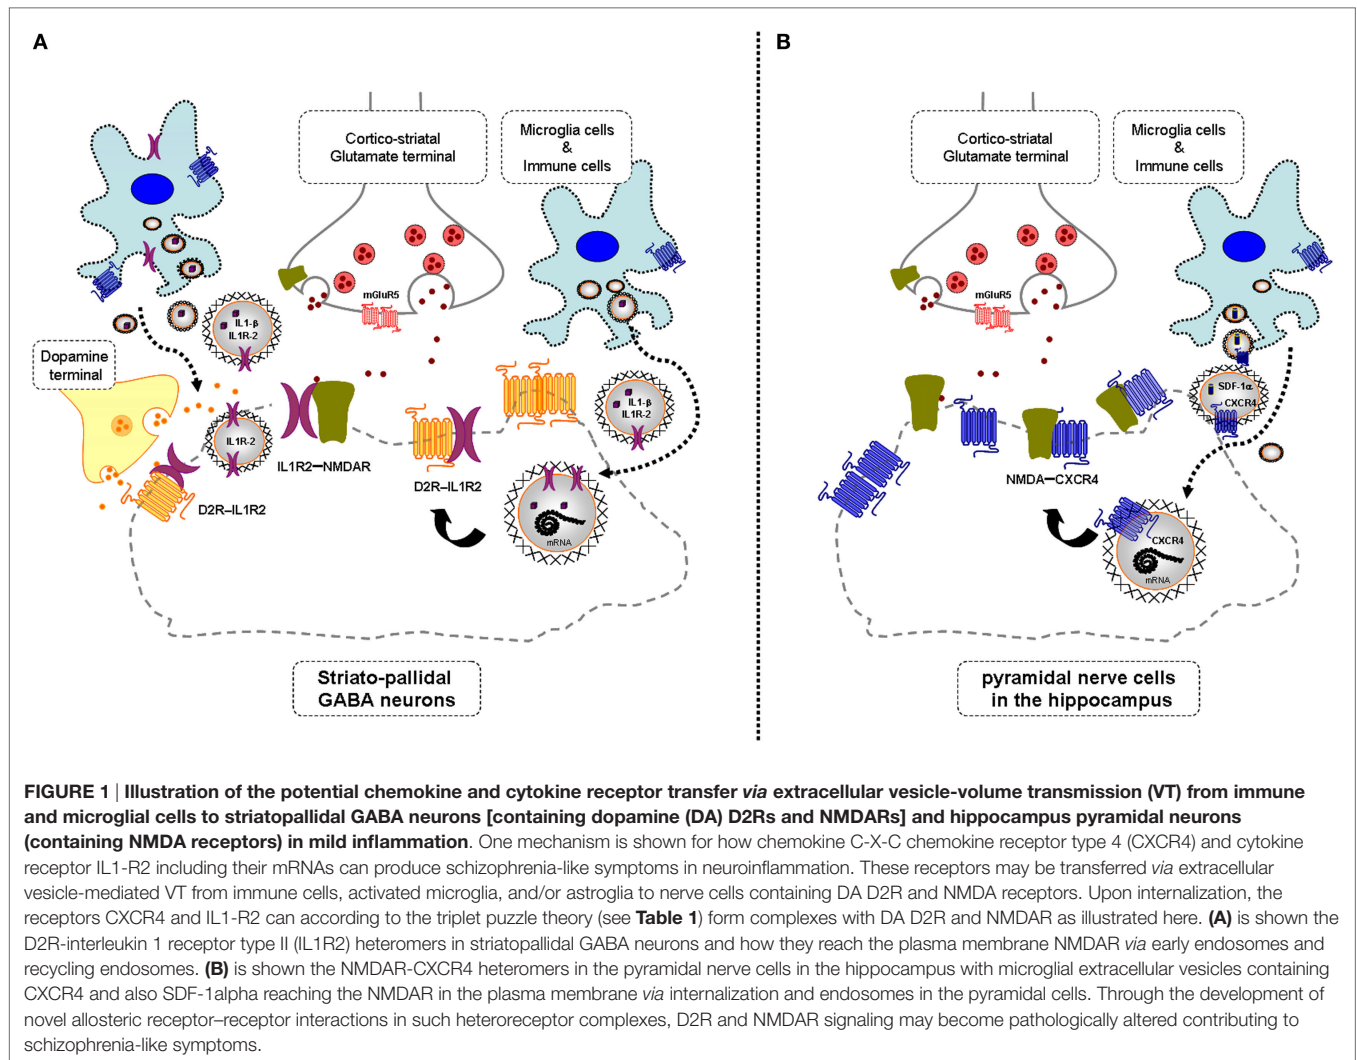 A
B
Cortico-striatal
Glutamate terminal
Microglia cells
&
Immune cells
mGluR5
IL1-β
IL1R-2
Dopamine
terminal
IL1R-2
IL1R2–NMDAR
D2R–IL1R2
D2R–IL1R2
IL1-β
IL1R-2
mRNA
Striato-pallidal
GABA neurons
Cortico-striatal
Glutamate terminal
Microglia cells
&
Immune cells
mGluR5
SDF-1α
CXCR4
NMDA–CXCR4
CXCR4
mRNA
pyramidal nerve cells
in the hippocampus
FIGURE 1 | Illustration of the potential chemokine and cytokine receptor transfer via extracellular vesicle-volume transmission (VT) from immune
and microglial cells to striatopallidal GABA neurons [containing dopamine (DA) D2Rs and NMDARs] and hippocampus pyramidal neurons
(containing NMDA receptors) in mild inflammation. One mechanism is shown for how chemokine C-X-C chemokine receptor type 4 (CXCR4) and cytokine
receptor IL1-R2 including their mRNAs can produce schizophrenia-like symptoms in neuroinflammation. These receptors may be transferred via extracellular
vesicle-mediated VT from immune cells, activated microglia, and/or astroglia to nerve cells containing DA D2R and NMDA receptors. Upon internalization, the
receptors CXCR4 and IL1-R2 can according to the triplet puzzle theory (see Table 1) form complexes with DA D2R and NMDAR as illustrated here. (A) is shown the
D2R-interleukin 1 receptor type II (IL1R2) heteromers in striatopallidal GABA neurons and how they reach the plasma membrane NMDAR via early endosomes and
recycling endosomes. (B) is shown the NMDAR-CXCR4 heteromers in the pyramidal nerve cells in the hippocampus with microglial extracellular vesicles containing
CXCR4 and also SDF-1alpha reaching the NMDAR in the plasma membrane via internalization and endosomes in the pyramidal cells. Through the development of
novel allosteric receptor–receptor interactions in such heteroreceptor complexes, D2R and NMDAR signaling may become pathologically altered contributing to
schizophrenia-like symptoms.